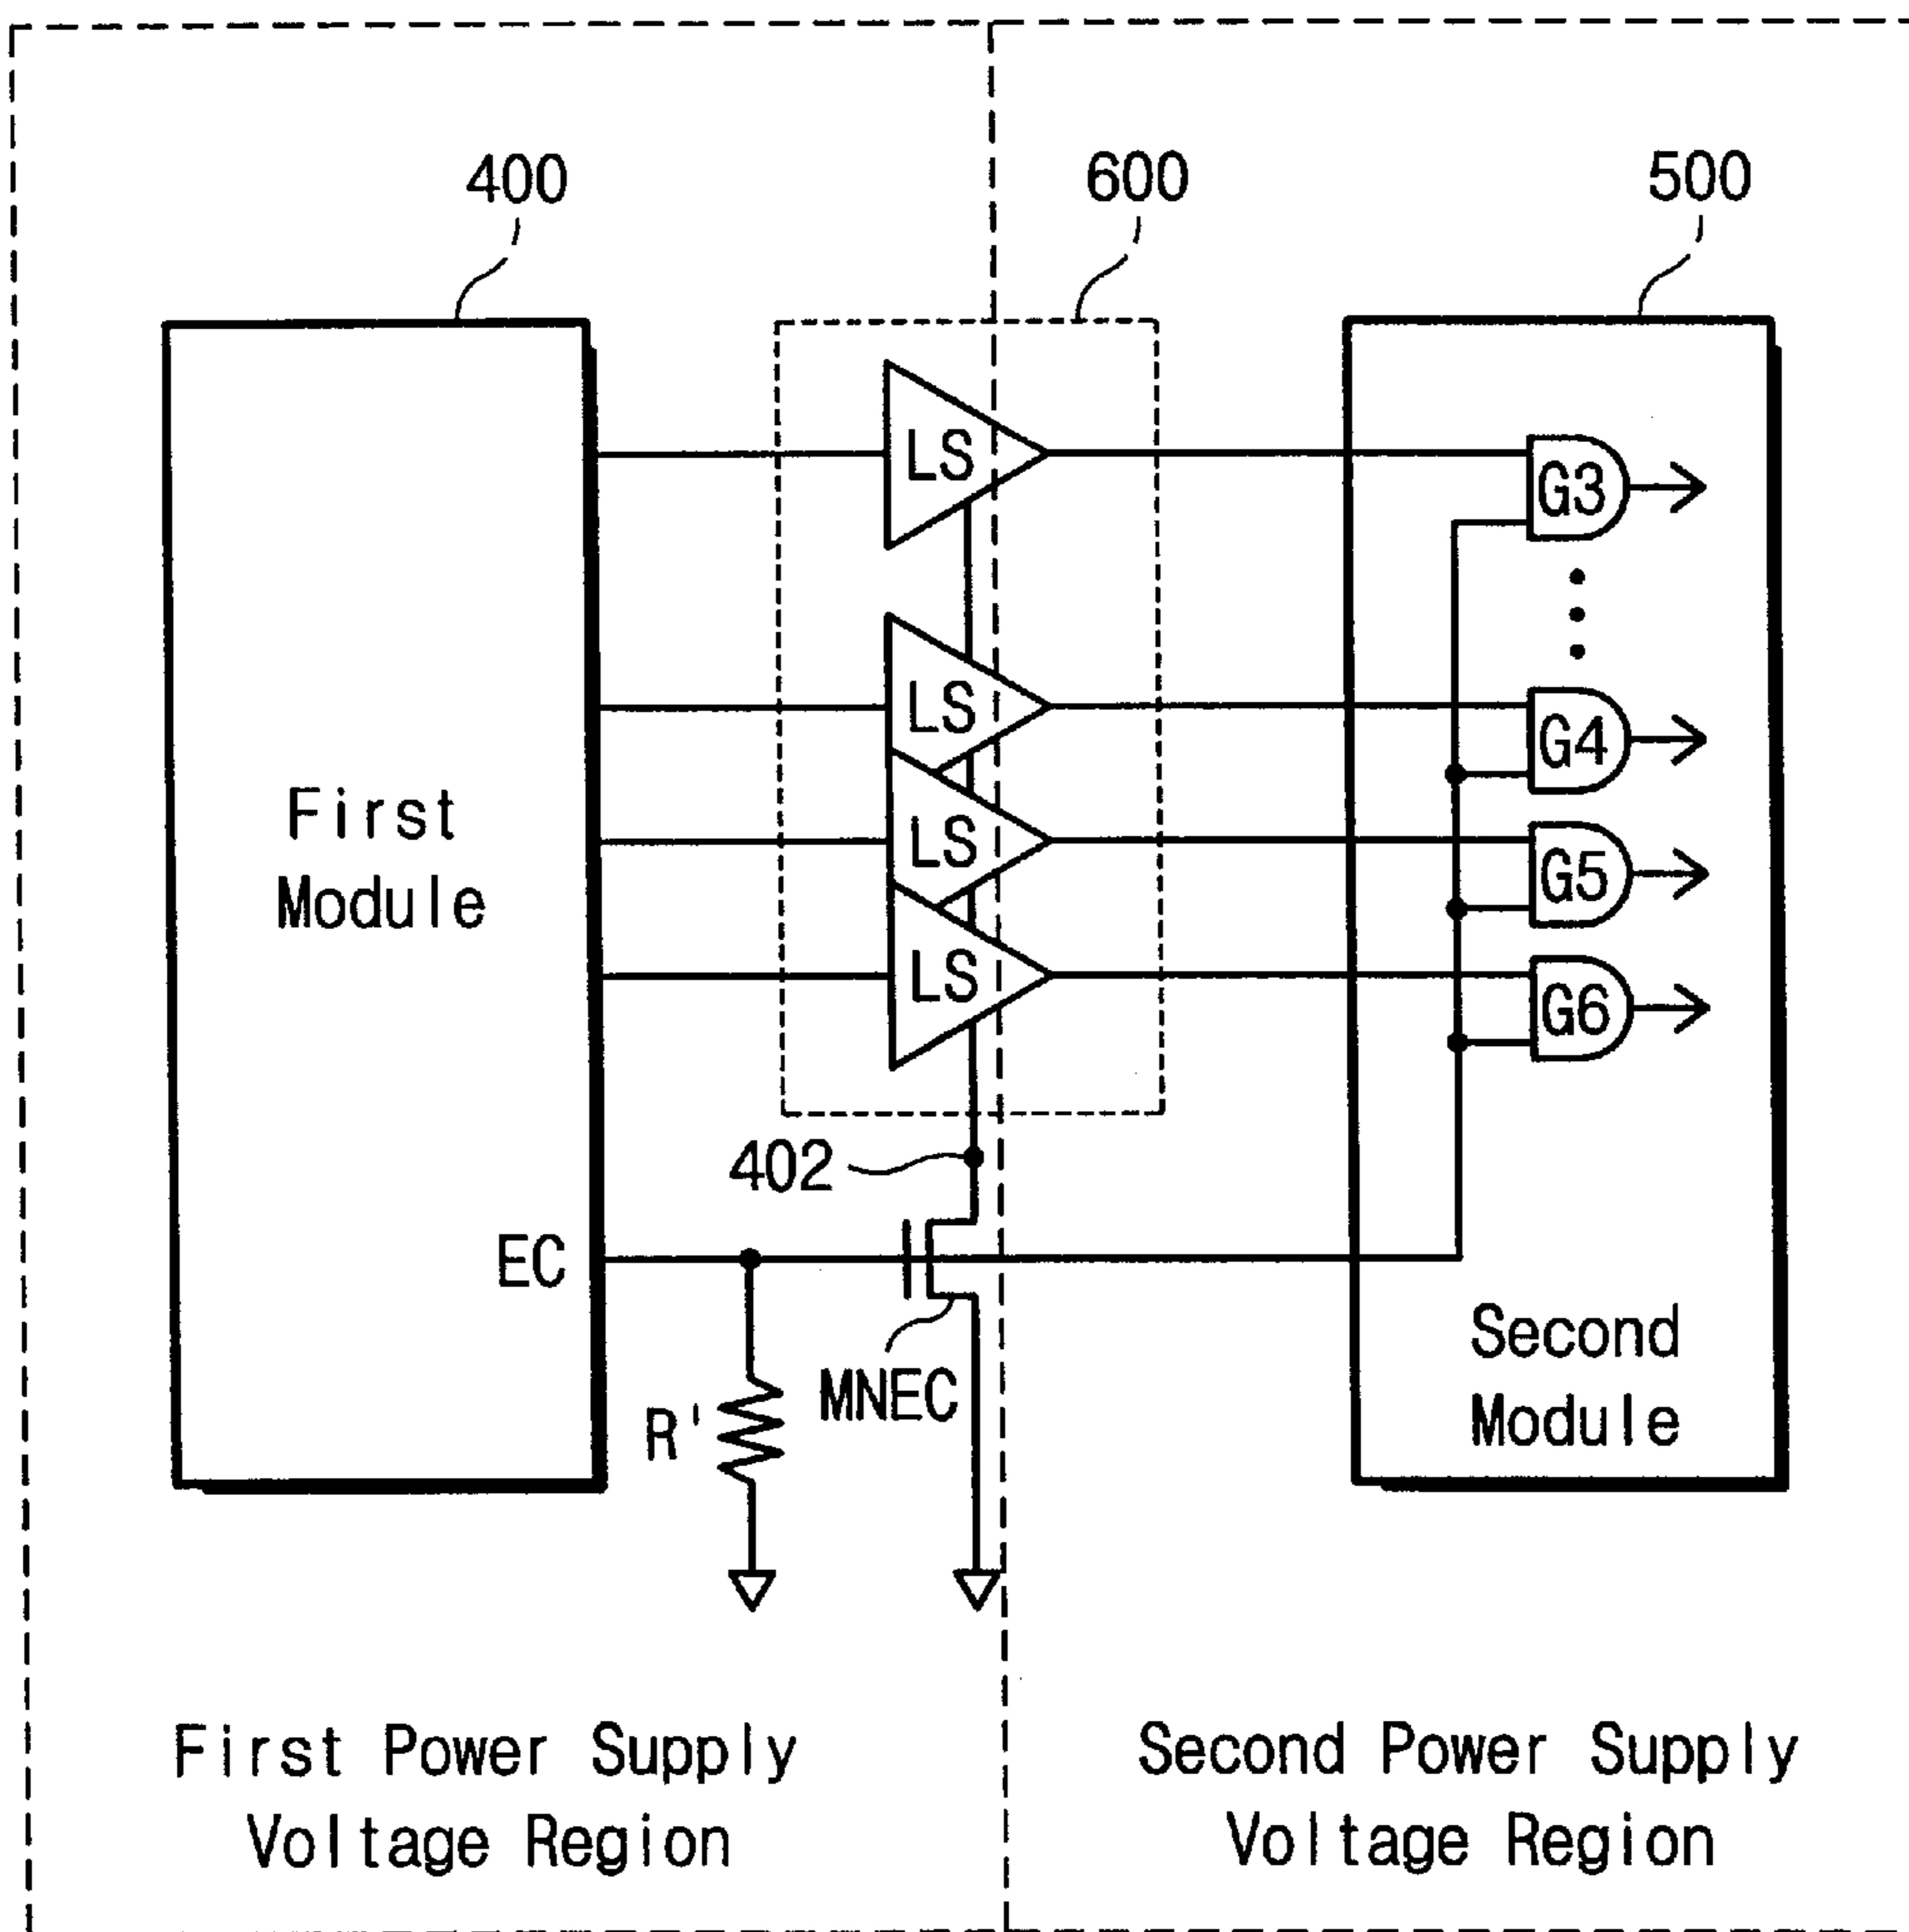 400
600
500
LS
G3
LS
G4
First
Module
LS
G5
LS
G6
402
EC
MNEC
R'
Second
Module
First Power Supply
Voltage Region
Second Power Supply
Voltage Region